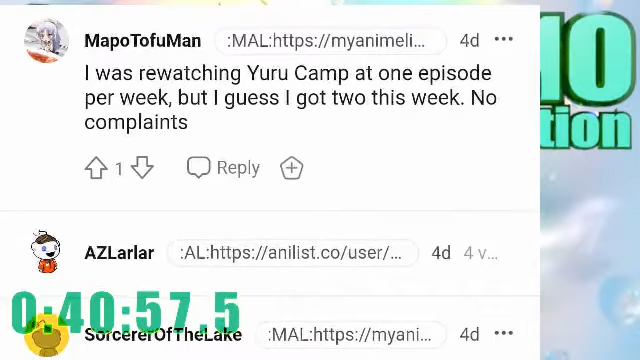 MapoTofuMan :MAL:https://myanimeli... 4d ...
I was rewatching Yuru Camp at one episode
per week, but I guess I got two this week. No
complaints
1 Reply
AZLarlar :AL:https://anilist.co/user/... 4d 4 v...
0:40:57.5
SorcererOfTheLake :MAL:https://myani... 4d ...